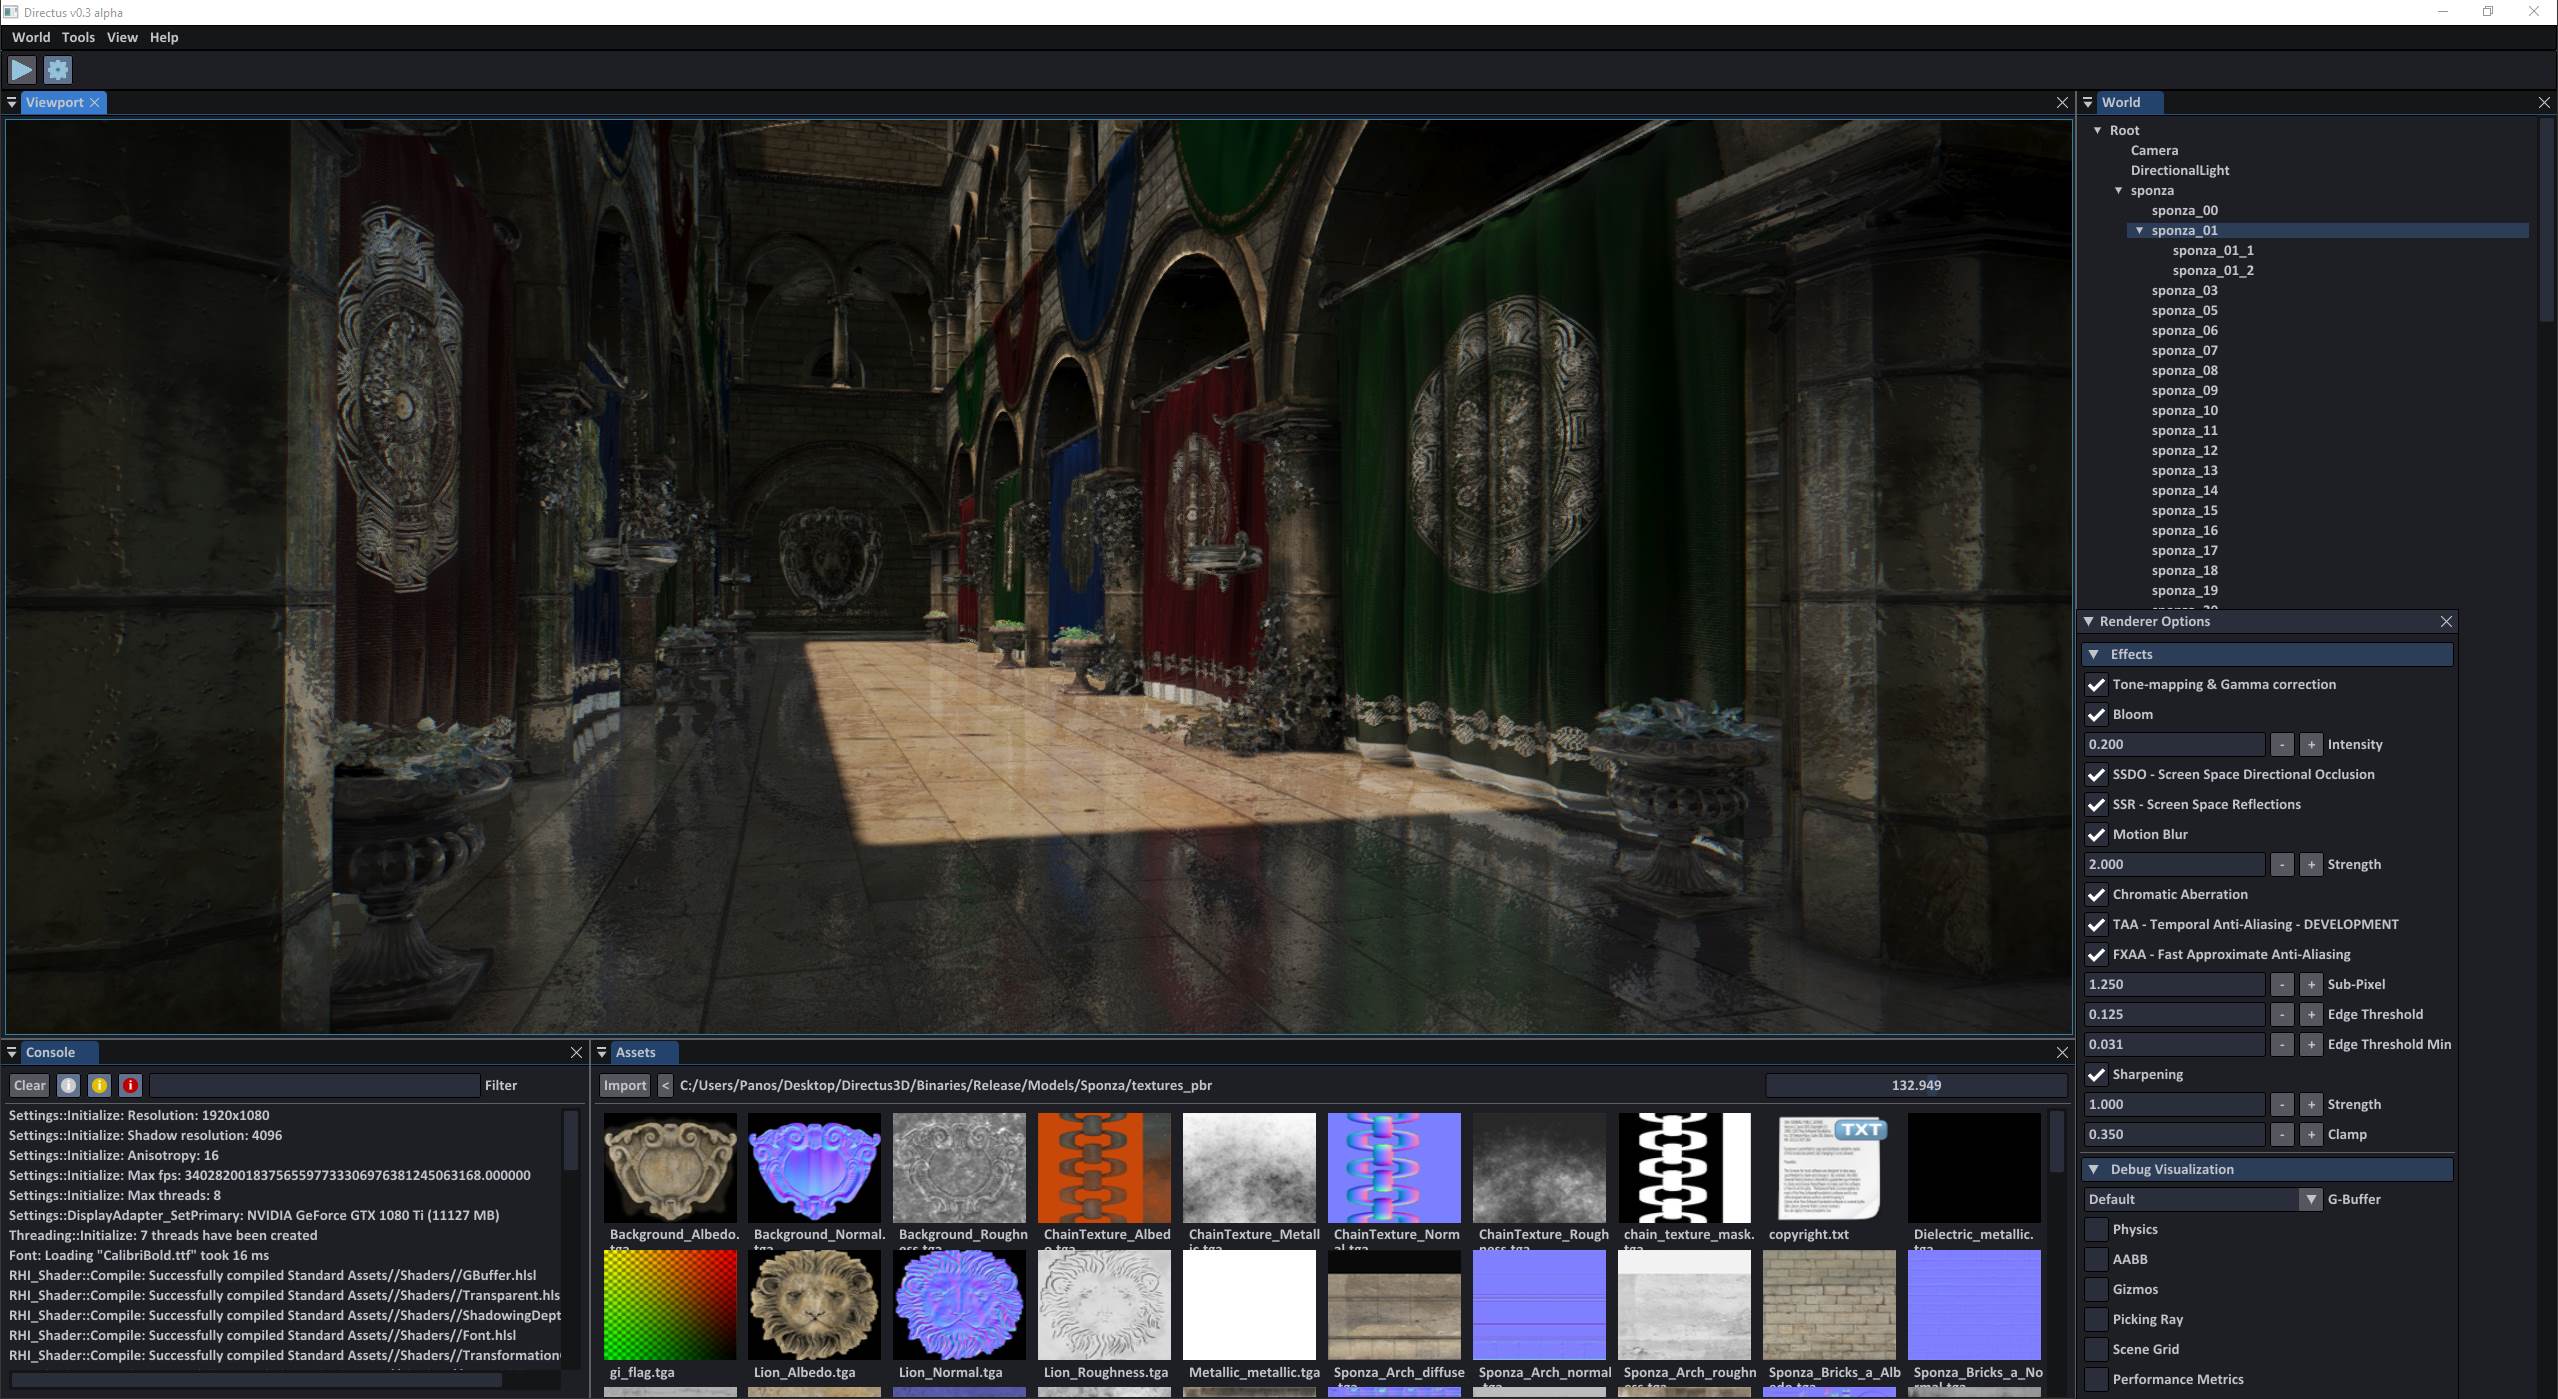 Directus v0.3 alpha
World Tools View Help
Viewport
World
Root
Camera
DirectionalLight
sponza
sponza_00
sponza_01
sponza_01_1
sponza_01_2
sponza_03
sponza_05
sponza_06
sponza_07
sponza_08
sponza_09
sponza_10
sponza_11
sponza_12
sponza_13
sponza_14
sponza_15
sponza_16
sponza_17
sponza_18
sponza_19
Renderer Options
Effects
Tone-mapping & Gamma correction
Bloom
0.200 - + Intensity
SSDO - Screen Space Directional Occlusion
SSR - Screen Space Reflections
Motion Blur
2.000 - + Strength
Chromatic Aberration
TAA - Temporal Anti-Aliasing - DEVELOPMENT
FXAA - Fast Approximate Anti-Aliasing
1.250 - + Sub-Pixel
0.125 - + Edge Threshold
0.031 - + Edge Threshold Min
Sharpening
1.000 - + Strength
0.350 - + Clamp
Debug Visualization
Default G-Buffer
Physics
AABB
Gizmos
Picking Ray
Scene Grid
Performance Metrics
Console
Clear Filter
Settings::Initialize: Resolution: 1920x1080
Settings::Initialize: Shadow resolution: 4096
Settings::Initialize: Anisotropy: 16
Settings::Initialize: Max fps: 340282001837565597733306976381245063168.000000
Settings::Initialize: Max threads: 8
Settings::DisplayAdapter_SetPrimary: NVIDIA GeForce GTX 1080 Ti (11127 MB)
Threading::Initialize: 7 threads have been created
Font: Loading "CalibriBold.ttf" took 16 ms
RHI_Shader::Compile: Successfully compiled Standard Assets//Shaders//GBuffer.hlsl
RHI_Shader::Compile: Successfully compiled Standard Assets//Shaders//Transparent.hls
RHI_Shader::Compile: Successfully compiled Standard Assets//Shaders//ShadowingDept
RHI_Shader::Compile: Successfully compiled Standard Assets//Shaders//Font.hlsl
RHI_Shader::Compile: Successfully compiled Standard Assets//Shaders//Transformation
Assets
Import < C:/Users/Panos/Desktop/Directus3D/Binaries/Release/Models/Sponza/textures_pbr 132.949
TXT
Background_Albedo. Background_Normal. Background_Roughn ChainTexture_Albed ChainTexture_Metall ChainTexture_Norm ChainTexture_Rough chain_texture_mask. copyright.txt Dielectric_metallic.
gi_flag.tga Lion_Albedo.tga Lion_Normal.tga Lion_Roughness.tga Metallic_metallic.tga Sponza_Arch_diffuse Sponza_Arch_normal Sponza_Arch_roughn Sponza_Bricks_a_Alb Sponza_Bricks_a_No